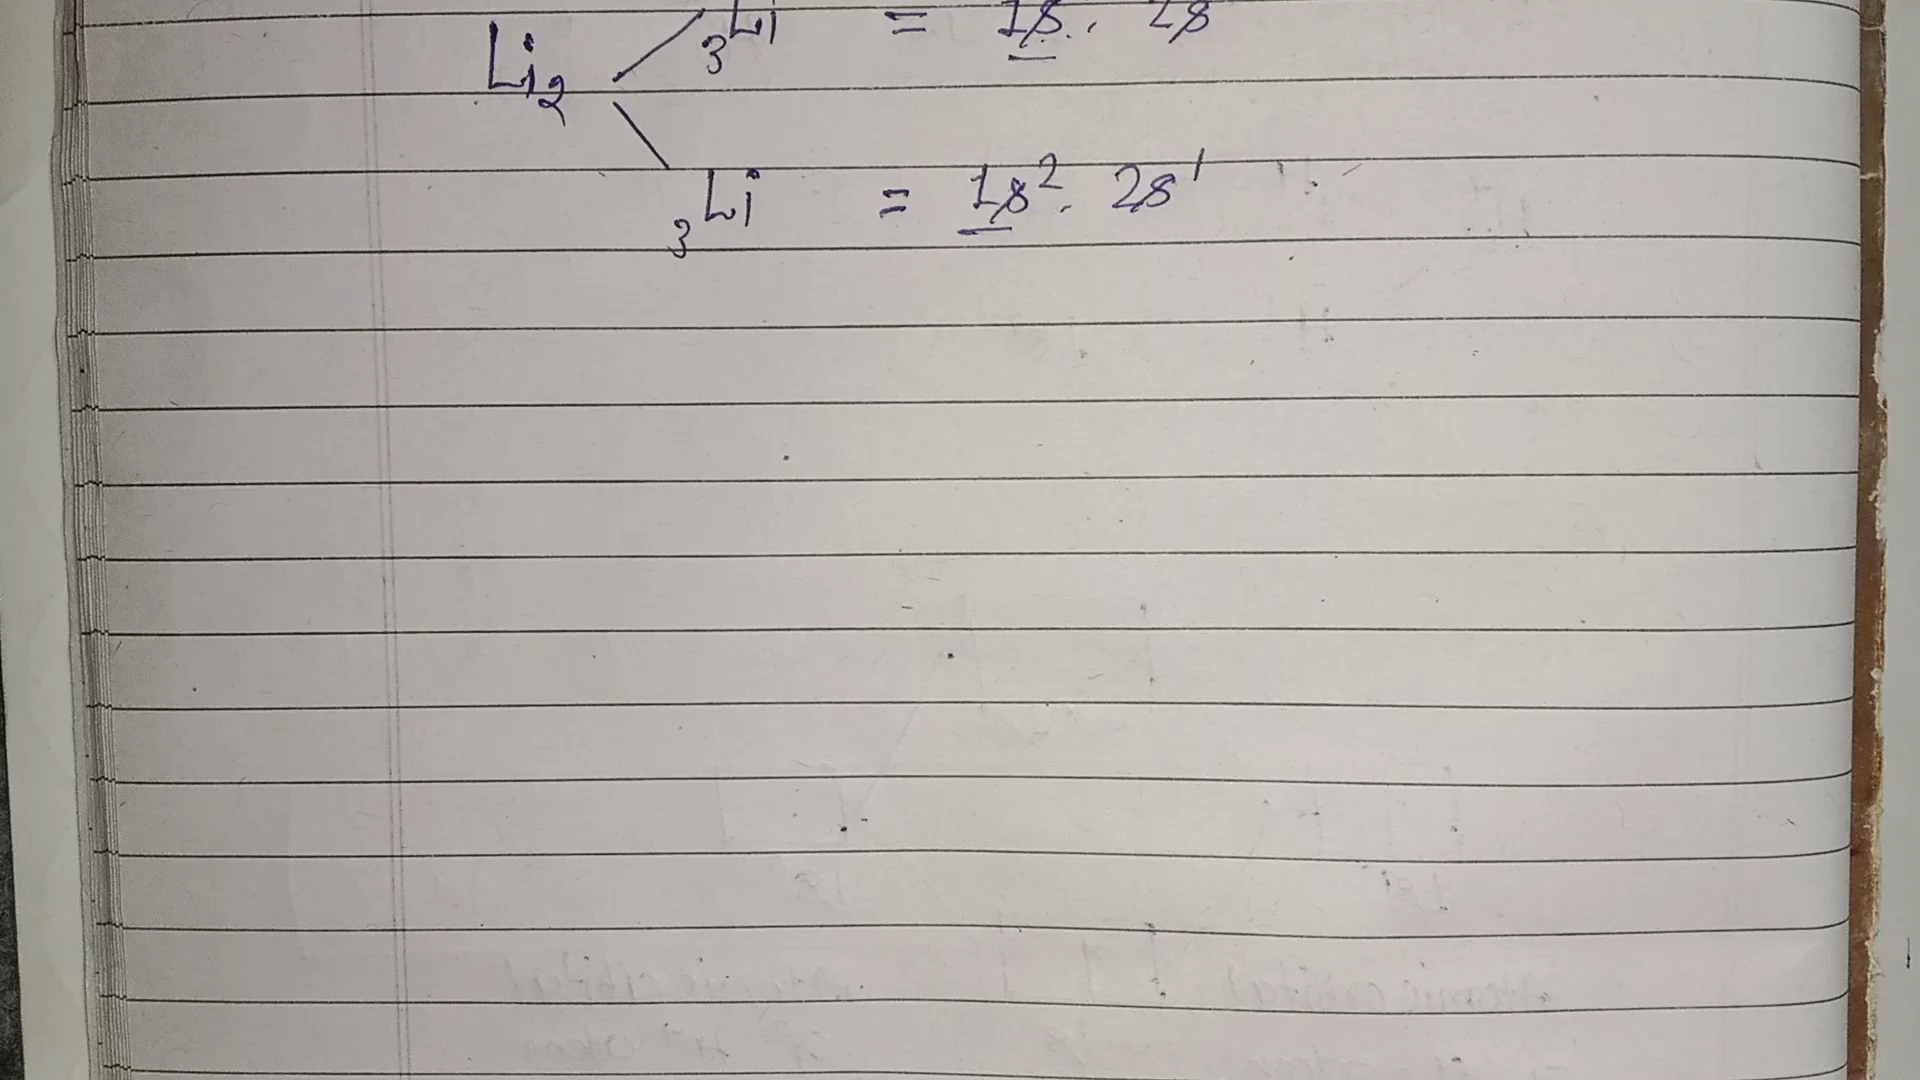 Li₂
₃Li = 1s. 2s
₃Li = 1s². 2s¹